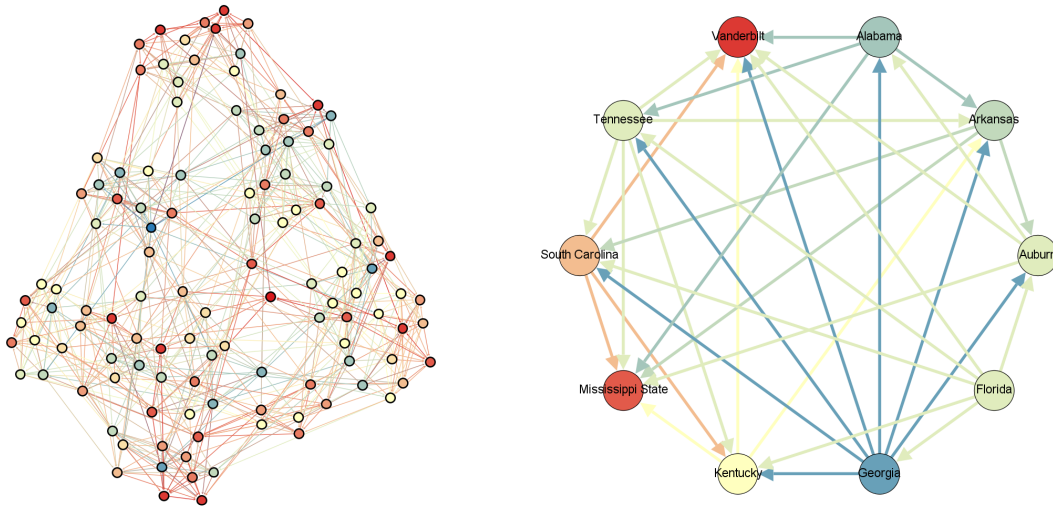 Vanderbilt
Alabama
Tennessee
Arkansas
South Carolina
Auburn
Mississippi State
Florida
Kentucky
Georgia